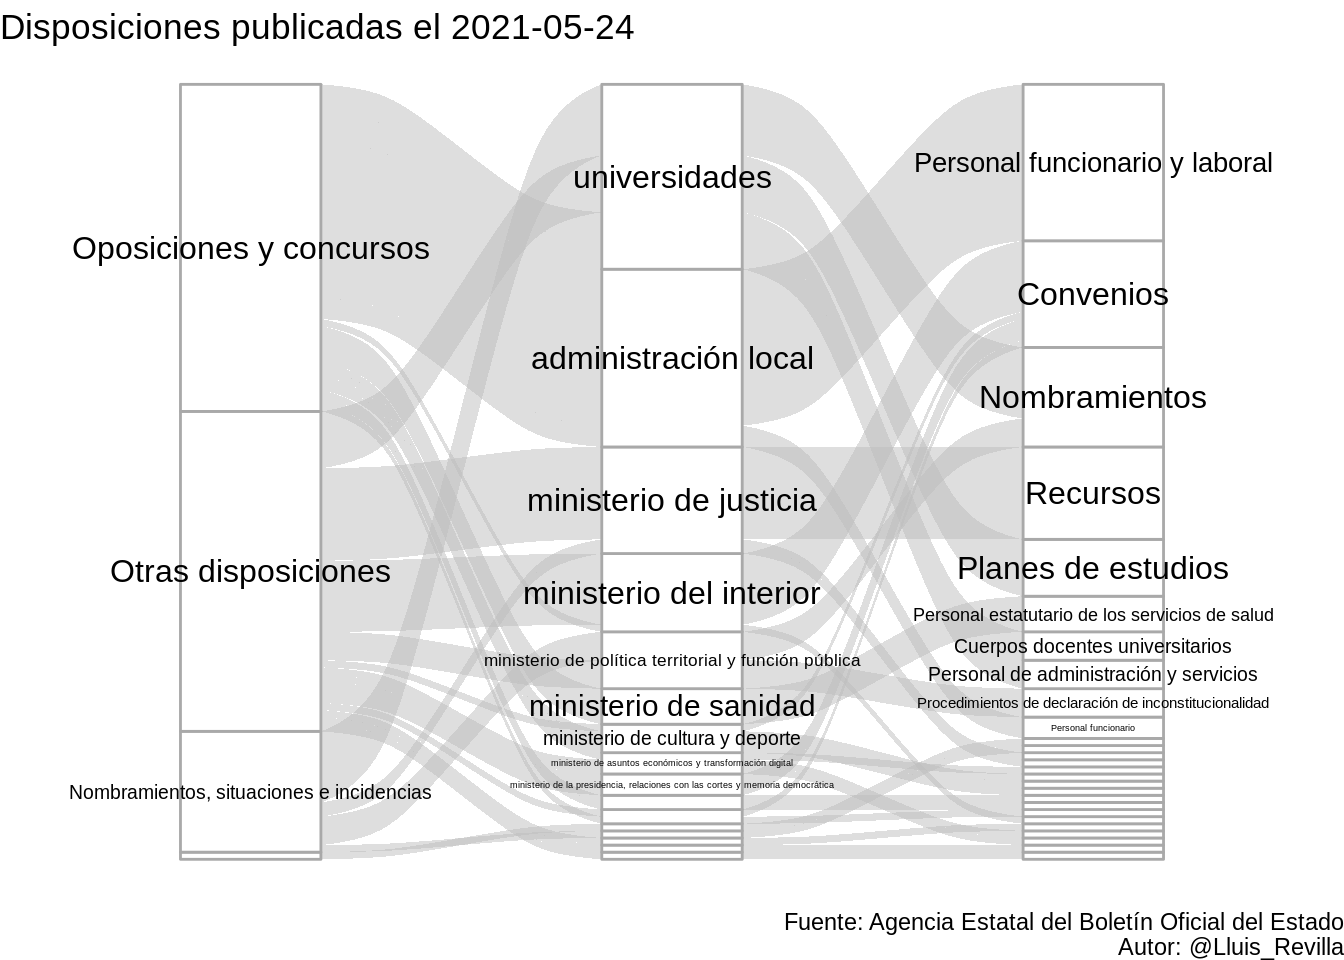 Disposiciones publicadas el 2021-05-24
Oposiciones y concursos
Otras disposiciones
Nombramientos, situaciones e incidencias
universidades
administración local
ministerio de justicia
ministerio del interior
ministerio de política territorial y función pública
ministerio de sanidad
ministerio de cultura y deporte
ministerio de asuntos económicos y transformación digital
ministerio de la presidencia, relaciones con las cortes y memoria democrática
Personal funcionario y laboral
Convenios
Nombramientos
Recursos
Planes de estudios
Personal estatutario de los servicios de salud
Cuerpos docentes universitarios
Personal de administración y servicios
Procedimientos de declaración de inconstitucionalidad
Personal funcionario
Fuente: Agencia Estatal del Boletín Oficial del Estado
Autor: @Lluis_Revilla